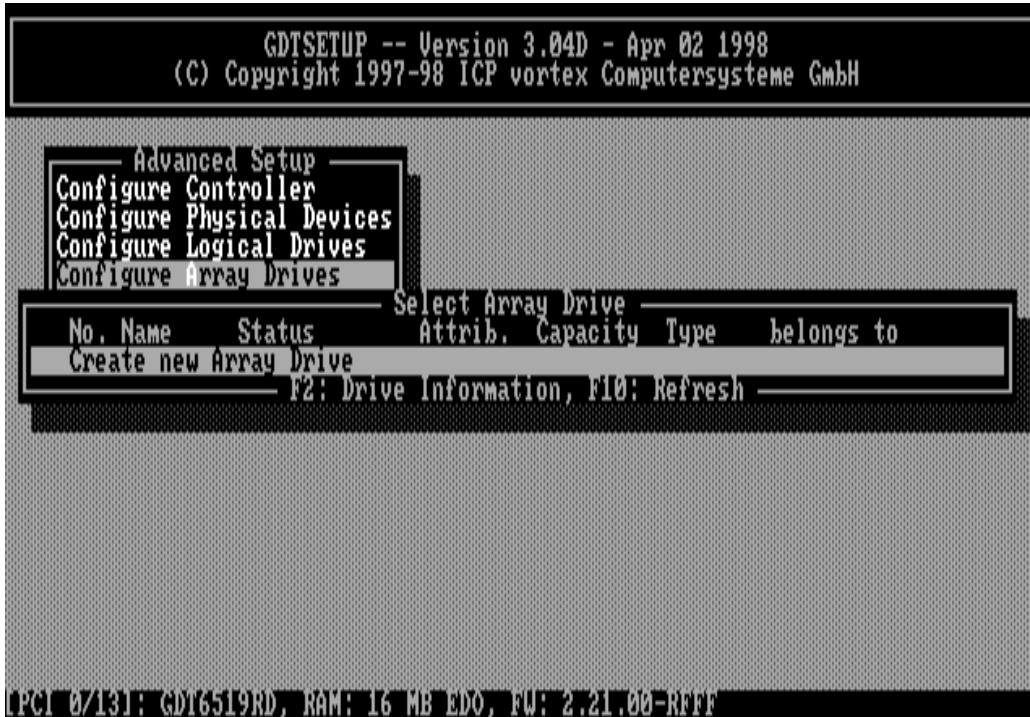 GDTSETUP -- Version 3.04D - Apr 02 1998
(C) Copyright 1997-98 ICP vortex Computersysteme GmbH
Advanced Setup
Configure Controller
Configure Physical Devices
Configure Logical Drives
Configure Array Drives
Select Array Drive
No. Name Status Attrib. Capacity Type belongs to
Create new Array Drive
F2: Drive Information, F10: Refresh
[PCI 0/13]: GDT6519RD, RAM: 16 MB EDO, FW: 2.21.00-RFFF